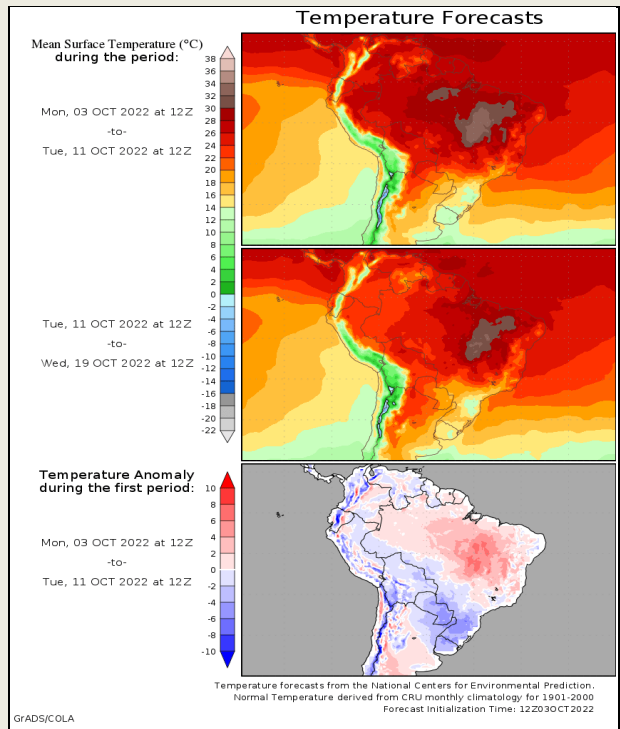 Temperature Forecasts
Mean Surface Temperature (°C)
during the period:
Mon, 03 OCT 2022 at 12Z
-to-
Tue, 11 OCT 2022 at 12Z
38
36
34
32
30
28
26
24
22
20
18
16
14
12
10
8
6
4
2
0
-2
-4
-6
-8
-10
-12
-14
-16
-18
-20
-22
Tue, 11 OCT 2022 at 12Z
-to-
Wed, 19 OCT 2022 at 12Z
Temperature Anomaly
during the first period:
Mon, 03 OCT 2022 at 12Z
-to-
Tue, 11 OCT 2022 at 12Z
10
8
6
4
2
0
-2
-4
-6
-8
-10
Temperature forecasts from the National Centers for Environmental Prediction.
Normal Temperature derived from CRU monthly climatology for 1901-2000
Forecast Initialization Time: 12Z03OCT2022
GrADS/COLA